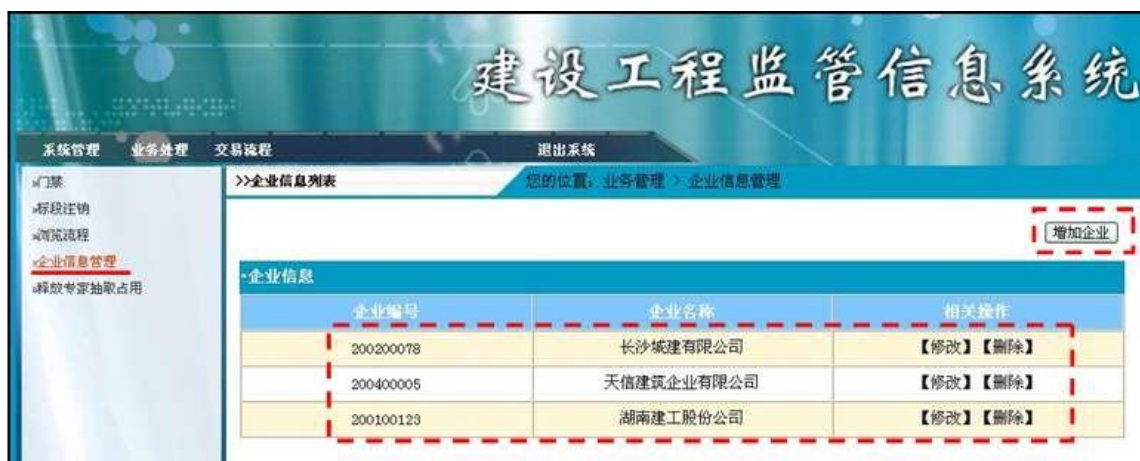 建设工程监管信息系统
系统管理 业务处理 交易流程 退出系统
»门禁
»标段注销
»浏览流程
»企业信息管理
»释放专家抽取占用
>>企业信息列表 您的位置：业务管理 > 企业信息管理
增加企业
企业信息
企业编号 企业名称 相关操作
200200078 长沙城建有限公司 【修改】【删除】
200400005 天信建筑企业有限公司 【修改】【删除】
200100123 湖南建工股份公司 【修改】【删除】